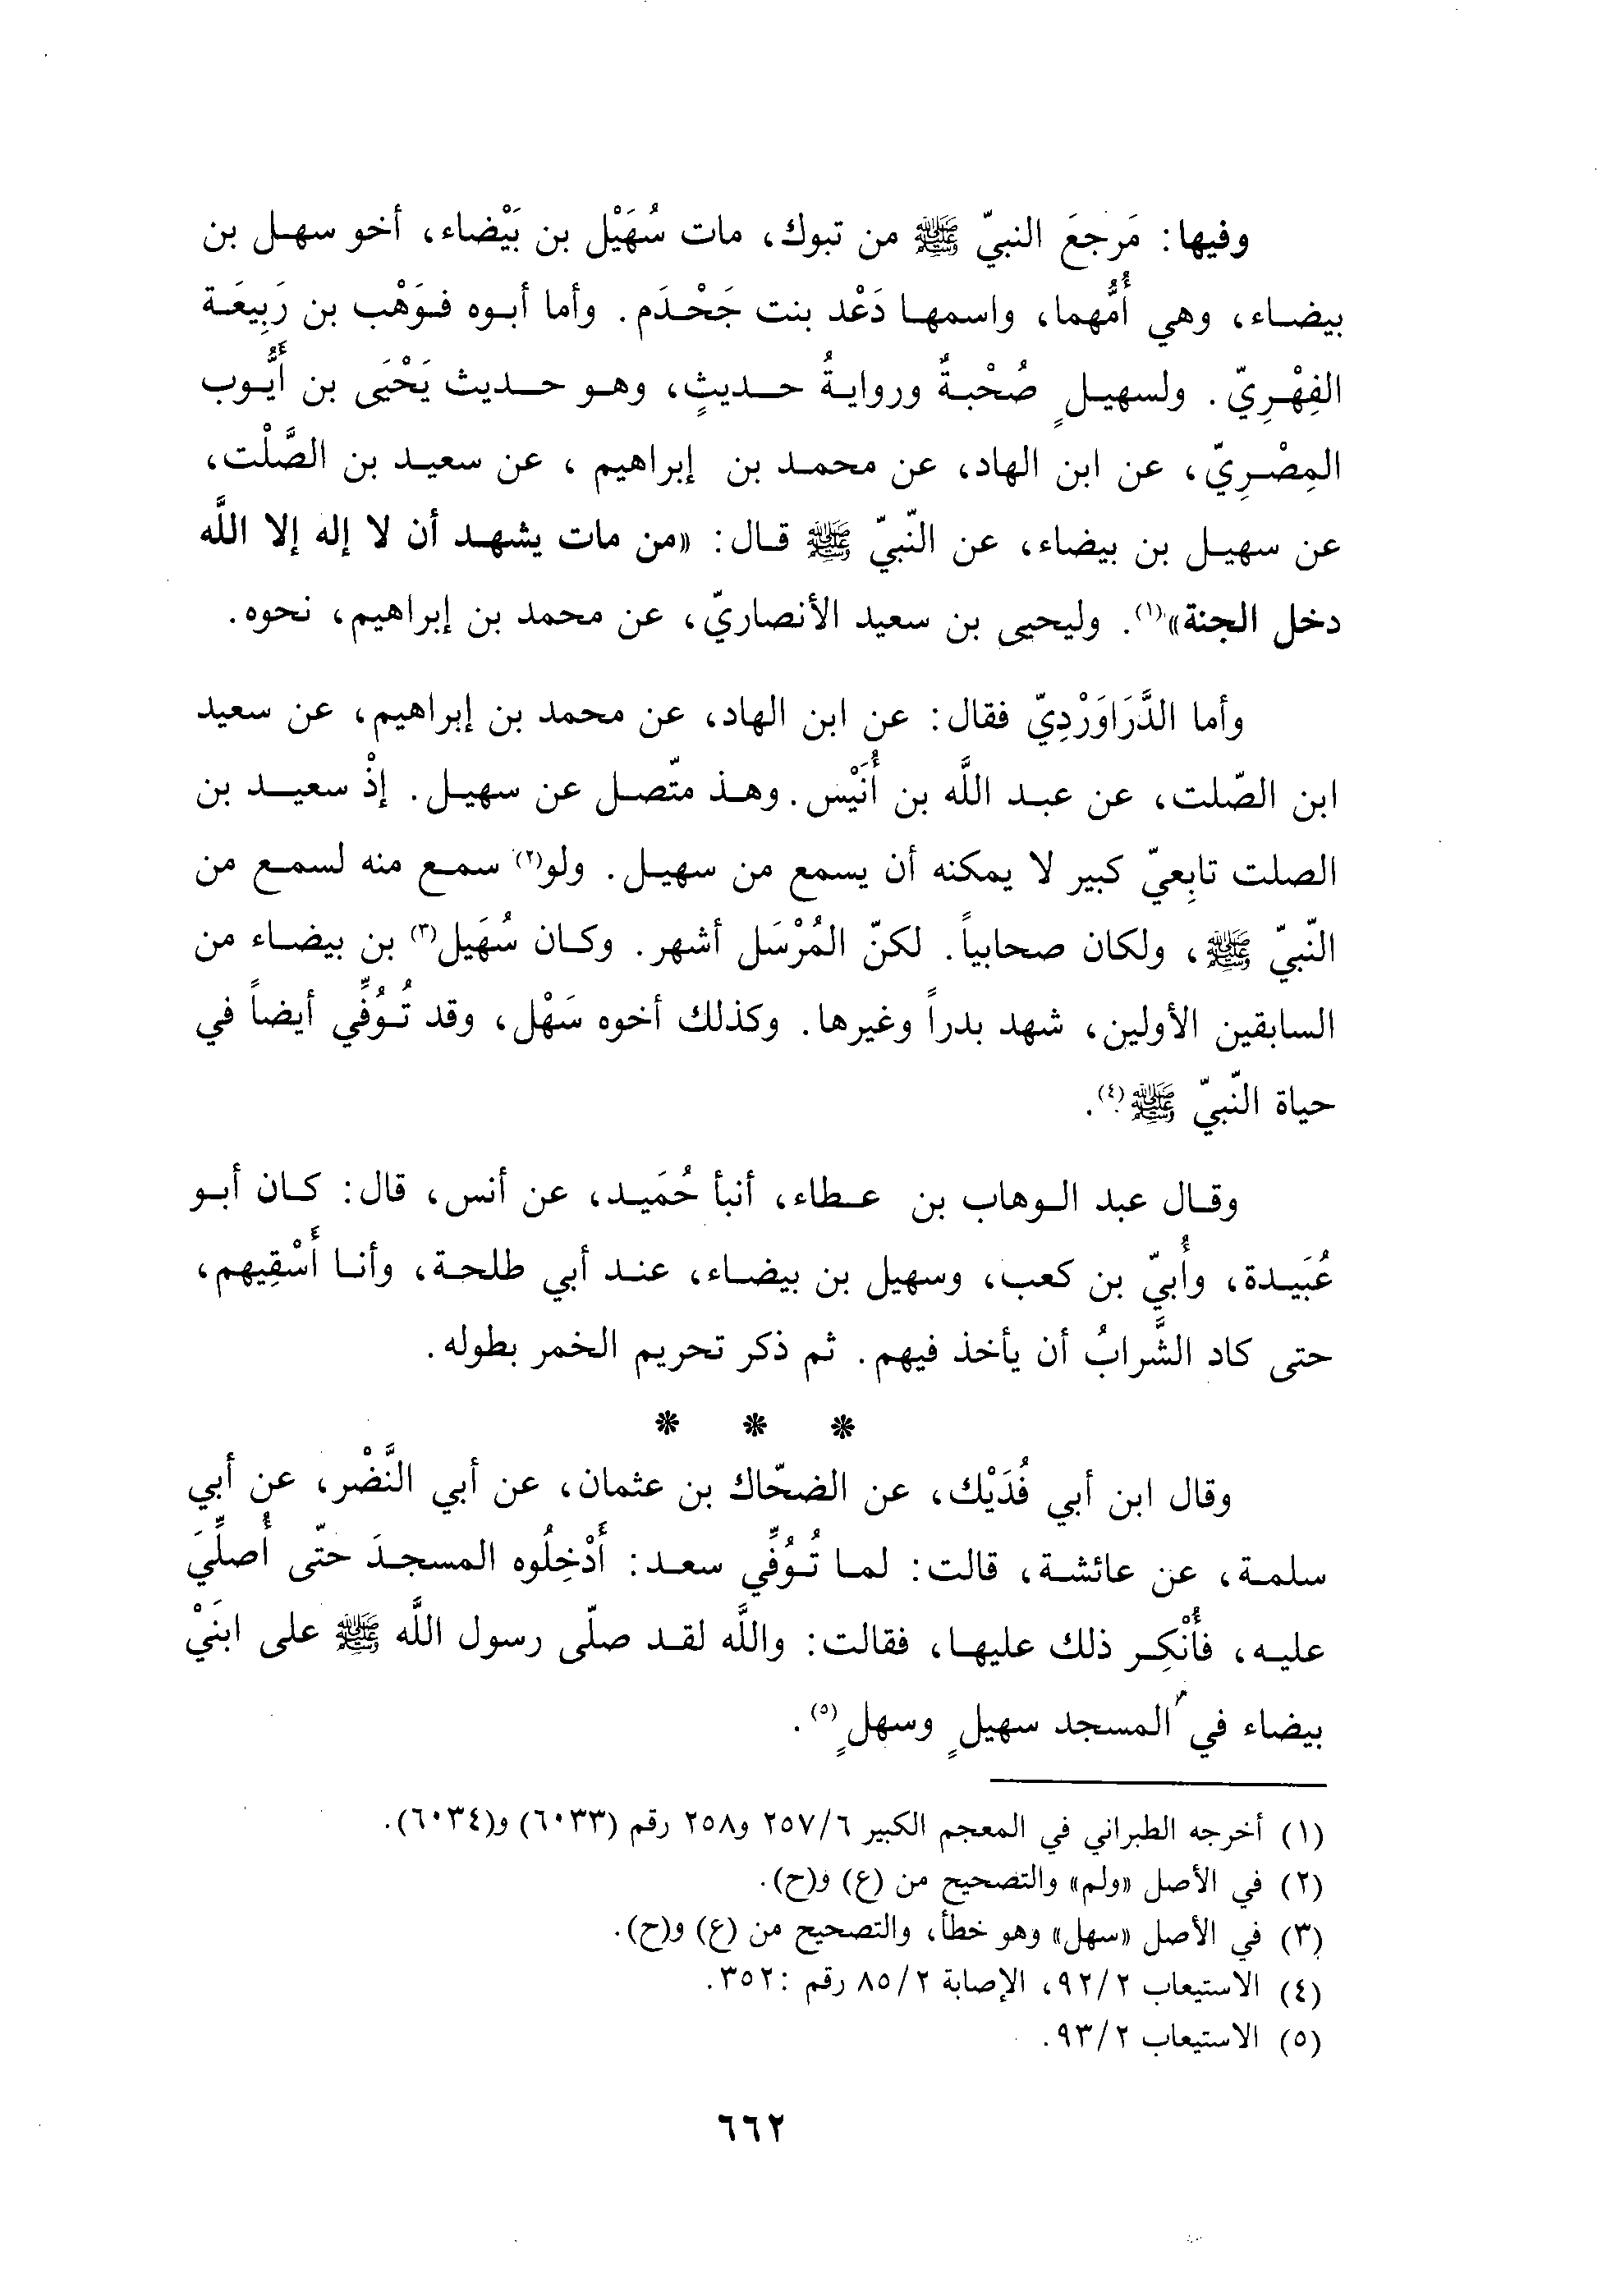 وفيها: مَرجعَ النبيّ ﷺ من تبوك، مات سُهَيْل بن بَيْضاء، أخو سهل بن
بيضاء، وهي أُمُّهما، واسمها دَعْد بنت جَحْدَم. وأما أبوه فوَهْب بن رَبِيعَة
الفِهْرِيّ. ولسهيلٍ صُحْبةٌ وروايةُ حديثٍ، وهو حديث يَحْيَى بن أَيُّوب
المِصْرِيّ، عن ابن الهاد، عن محمد بن إبراهيم ، عن سعيد بن الصَّلْت،
عن سهيل بن بيضاء، عن النّبيّ ﷺ قال: «من مات يشهد أن لا إله إلا اللَّه
دخل الجنة»(١). وليحيى بن سعيد الأنصاريّ، عن محمد بن إبراهيم، نحوه.
وأما الدَّرَاوَرْدِيّ فقال: عن ابن الهاد، عن محمد بن إبراهيم، عن سعيد
ابن الصّلت، عن عبد اللَّه بن أُنَيْس. وهذ متّصل عن سهيل. إذْ سعيد بن
الصلت تابِعيّ كبير لا يمكنه أن يسمع من سهيل. ولو(٢) سمع منه لسمع من
النّبيّ ﷺ، ولكان صحابياً. لكنّ المُرْسَل أشهر. وكان سُهَيل(٣) بن بيضاء من
السابقين الأولين، شهد بدراً وغيرها. وكذلك أخوه سَهْل، وقد تُوُفِّي أيضاً في
حياة النّبيّ ﷺ(٤).
وقال عبد الوهاب بن عطاء، أنبأ حُمَيد، عن أنس، قال: كان أبو
عُبَيدة، وأُبيّ بن كعب، وسهيل بن بيضاء، عند أبي طلحة، وأنا أَسْقِيهم،
حتى كاد الشَّرابُ أن يأخذ فيهم. ثم ذكر تحريم الخمر بطوله.
* * *
وقال ابن أبي فُدَيْك، عن الضحّاك بن عثمان، عن أبي النَّضْر، عن أبي
سلمة، عن عائشة، قالت: لما تُوُفِّي سعد: أَدْخِلُوه المسجدَ حتّى أُصلِّيَ
عليه، فأُنْكِر ذلك عليها، فقالت: واللَّه لقد صلّى رسول اللَّه ﷺ على ابنَيْ
بيضاء في المسجد سهيلٍ وسهلٍ(٥).
(١) أخرجه الطبراني في المعجم الكبير ٢٥٧/٦ و٢٥٨ رقم (٦٠٣٣) و(٦٠٣٤).
(٢) في الأصل «ولم» والتصحيح من (ع) و(ح).
(٣) في الأصل «سهل» وهو خطأ، والتصحيح من (ع) و(ح).
(٤) الاستيعاب ٩٢/٢، الإصابة ٨٥/٢ رقم :٣٥٢.
(٥) الاستيعاب ٩٣/٢.
٦٦٢